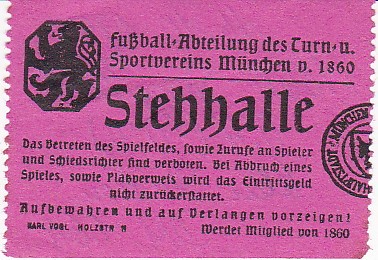 Fußball-Abteilung des Turn- u.
Sportvereins München v. 1860
Stehhalle
Das Betreten des Spielfeldes, sowie Zurufe an Spieler
und Schiedsrichter sind verboten. Bei Abbruch eines
Spieles, sowie Platzverweis wird das Eintrittsgeld
nicht zurückerstattet.
Aufbewahren und auf Verlangen vorzeigen!
KARL VOGL HOLZSTR 11 Werdet Mitglied von 1860
MÜNCHEN
HAUPTSTADT